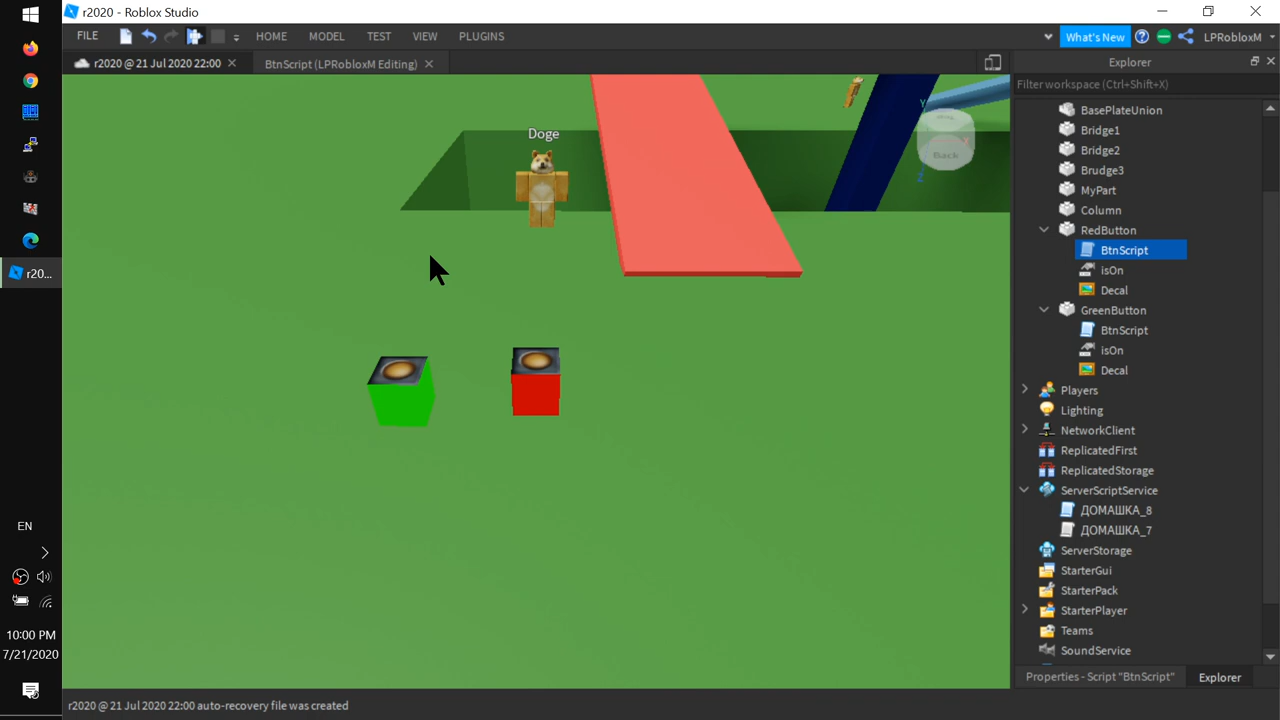 r2020 - Roblox Studio
FILE
HOME
MODEL
TEST
VIEW
PLUGINS
What's New
LPRobloxM
r2020 @ 21 Jul 2020 22:00
BtnScript (LPRobloxM Editing)
Explorer
Filter workspace (Ctrl+Shift+X)
BasePlateUnion
Bridge1
Bridge2
Brudge3
MyPart
Column
RedButton
BtnScript
isOn
Decal
GreenButton
BtnScript
isOn
Decal
Players
Lighting
NetworkClient
ReplicatedFirst
ReplicatedStorage
ServerScriptService
ДОМАШКА_8
ДОМАШКА_7
ServerStorage
StarterGui
StarterPack
StarterPlayer
Teams
SoundService
Properties - Script "BtnScript"
Explorer
Doge
Y
Back
Z
r20...
EN
10:00 PM
7/21/2020
r2020 @ 21 Jul 2020 22:00 auto-recovery file was created